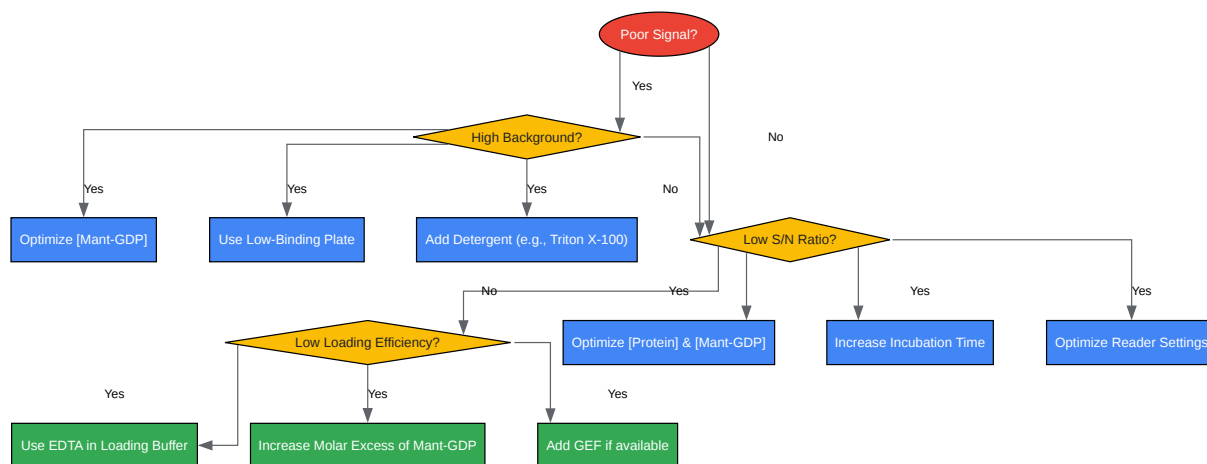 Poor Signal?
Yes
High Background?
No
Yes
Yes
Yes
No
Optimize [Mant-GDP]
Use Low-Binding Plate
Add Detergent (e.g., Triton X-100)
Low S/N Ratio?
No
Yes
Yes
Yes
Low Loading Efficiency?
Optimize [Protein] & [Mant-GDP]
Increase Incubation Time
Optimize Reader Settings
Yes
Yes
Yes
Use EDTA in Loading Buffer
Increase Molar Excess of Mant-GDP
Add GEF if available